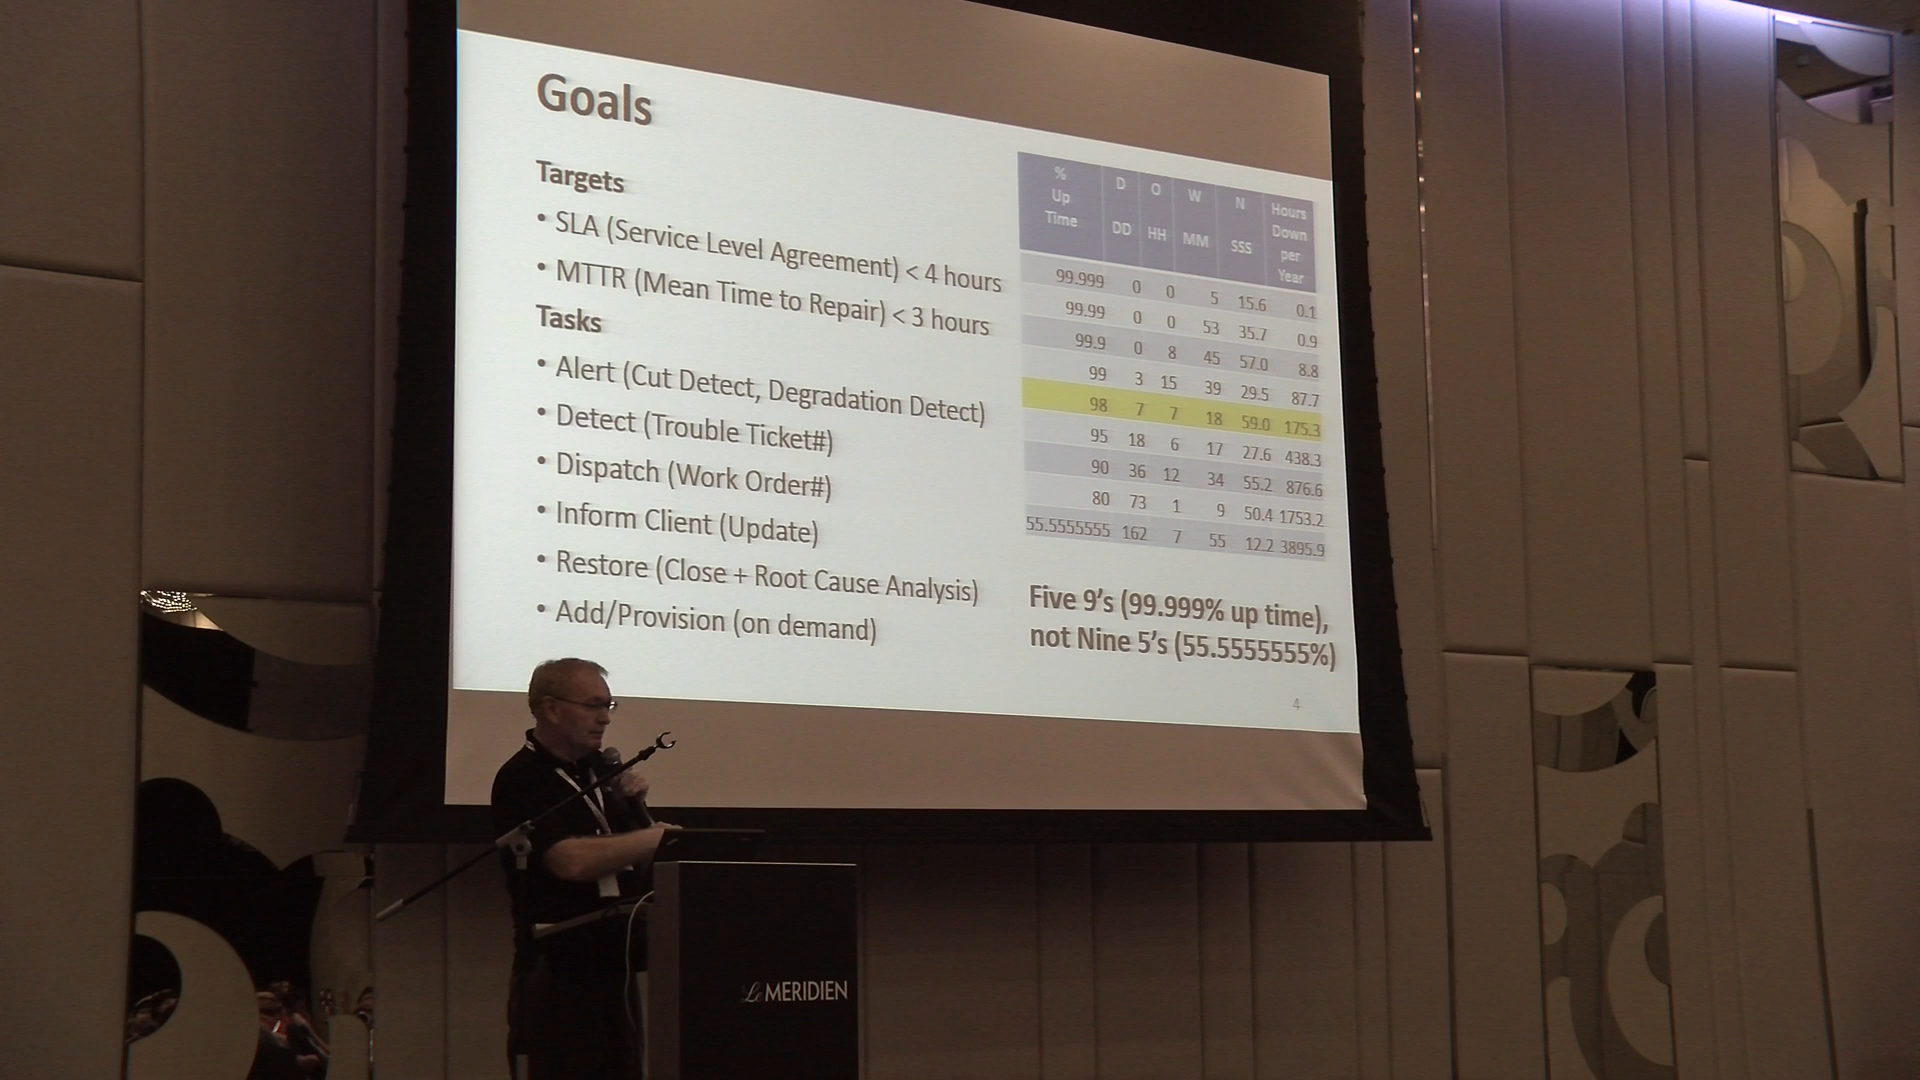 Goals
Targets
• SLA (Service Level Agreement) < 4 hours
• MTTR (Mean Time to Repair) < 3 hours
Tasks
• Alert (Cut Detect, Degradation Detect)
• Detect (Trouble Ticket#)
• Dispatch (Work Order#)
• Inform Client (Update)
• Restore (Close + Root Cause Analysis)
• Add/Provision (on demand)
% Up Time D DD O HH W MM N SSS Hours Down per Year
99.999 0 0 5 15.6 0.1
99.99 0 0 53 35.7 0.9
99.9 0 8 45 57.0 8.8
99 3 15 39 29.5 87.7
98 7 7 18 59.0 175.3
95 18 6 17 27.6 438.3
90 36 12 34 55.2 876.6
80 73 1 9 50.4 1753.2
55.5555555 162 7 55 12.2 3895.9
Five 9's (99.999% up time),
not Nine 5's (55.5555555%)
4
Le MERIDIEN